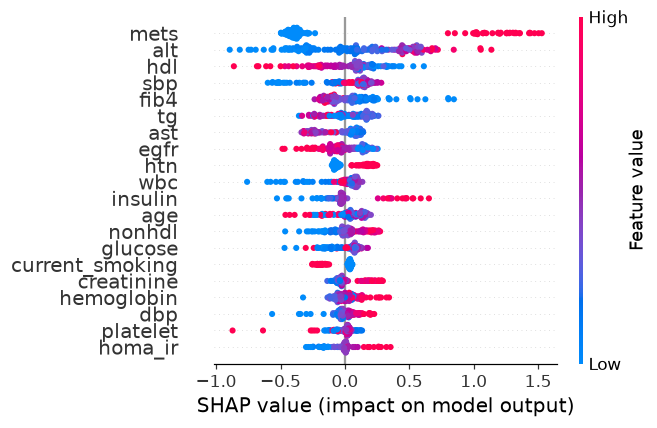 High
mets
alt
hdl
sbp
fib4
tg
ast
egfr
htn
wbc
insulin
age
nonhdl
glucose
current_smoking
creatinine
hemoglobin
dbp
platelet
homa_ir
Feature value
Low
−1.0 −0.5 0.0 0.5 1.0 1.5
SHAP value (impact on model output)